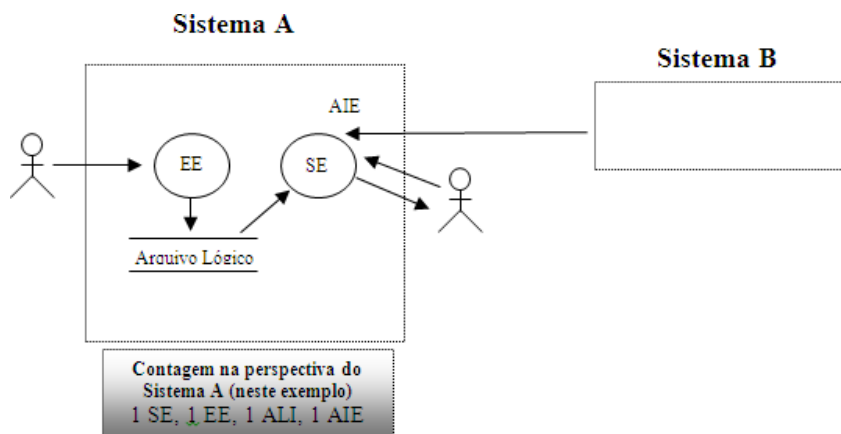 Sistema A
Sistema B
AIE
EE
SE
Arquivo Lógico
Contagem na perspectiva do
Sistema A (neste exemplo)
1 SE, 1 EE, 1 ALI, 1 AIE